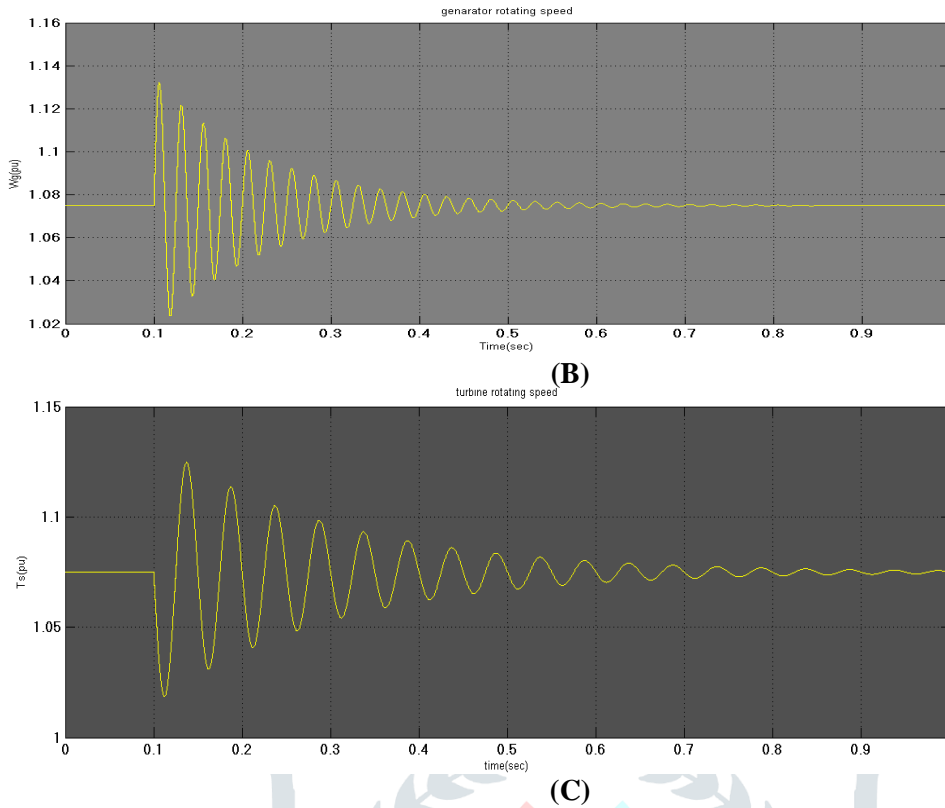 genarator rotating speed
1.16
1.14
1.12
1.1
1.08
1.06
1.04
1.02
Wg(pu)
0 0.1 0.2 0.3 0.4 0.5 0.6 0.7 0.8 0.9
Time(sec)
(B)
turbine rotating speed
1.15
1.1
1.05
1
Ts(pu)
0 0.1 0.2 0.3 0.4 0.5 0.6 0.7 0.8 0.9
time(sec)
(C)